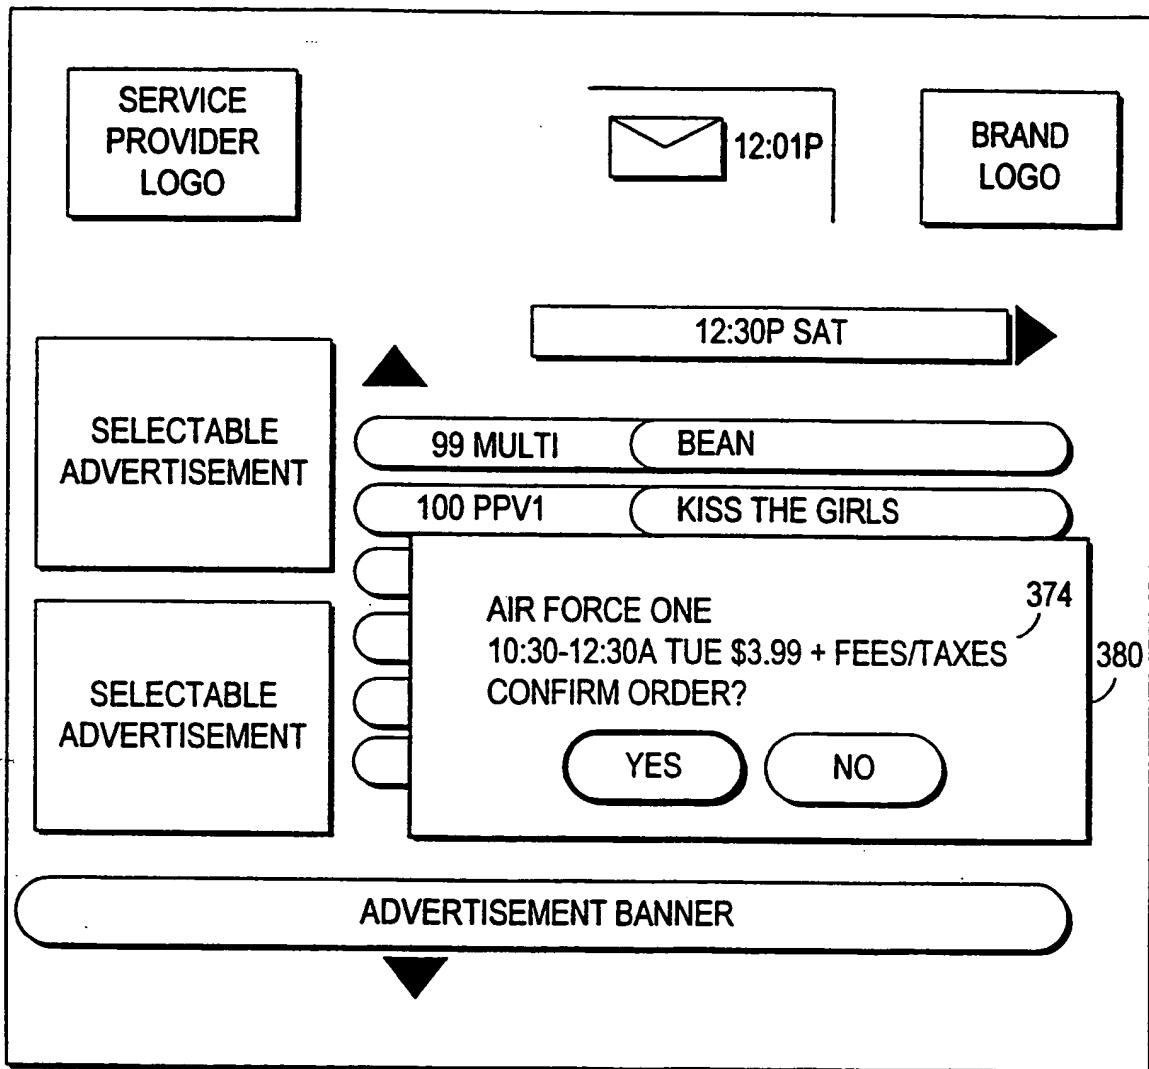 SERVICE
PROVIDER
LOGO
12:01P
BRAND
LOGO
12:30P SAT
SELECTABLE
ADVERTISEMENT
99 MULTI BEAN
100 PPV1 KISS THE GIRLS
SELECTABLE
ADVERTISEMENT
AIR FORCE ONE 374
10:30-12:30A TUE $3.99 + FEES/TAXES 380
CONFIRM ORDER?
YES NO
ADVERTISEMENT BANNER